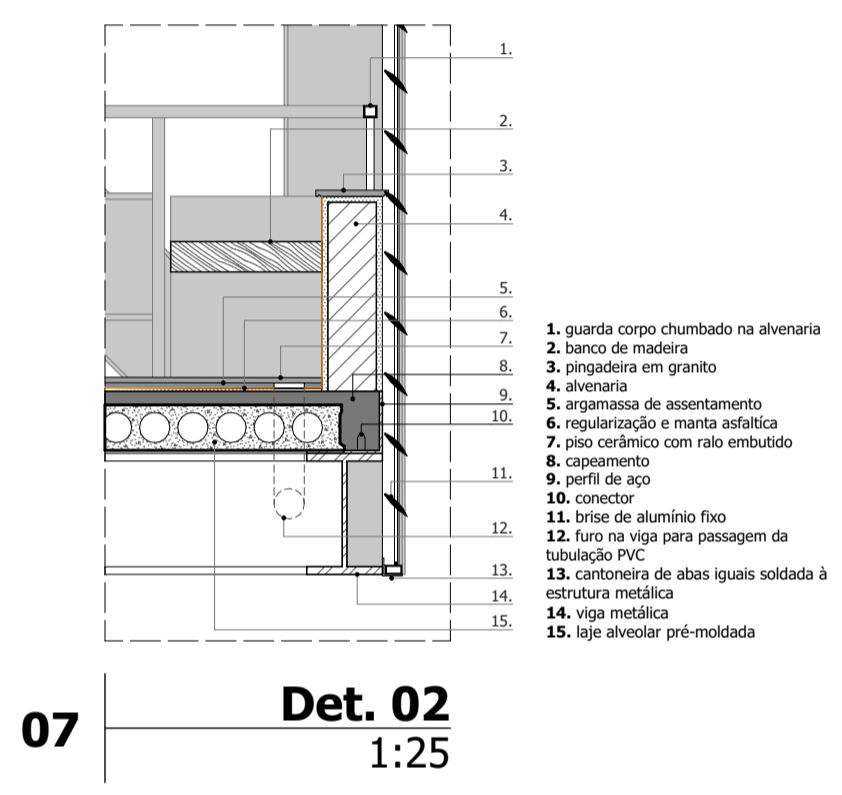 1.
2.
3.
4.
5.
6.
7.
8.
9.
10.
11.
12.
13.
14.
15.
1. guarda corpo chumbado na alvenaria
2. banco de madeira
3. pingadeira em granito
4. alvenaria
5. argamassa de assentamento
6. regularização e manta asfaltíca
7. piso cerâmico com ralo embutido
8. capeamento
9. perfil de aço
10. conector
11. brise de alumínio fixo
12. furo na viga para passagem da
tubulação PVC
13. cantoneira de abas iguais soldada à
estrutura metálica
14. viga metálica
15. laje alveolar pré-moldada
07
Det. 02
1:25